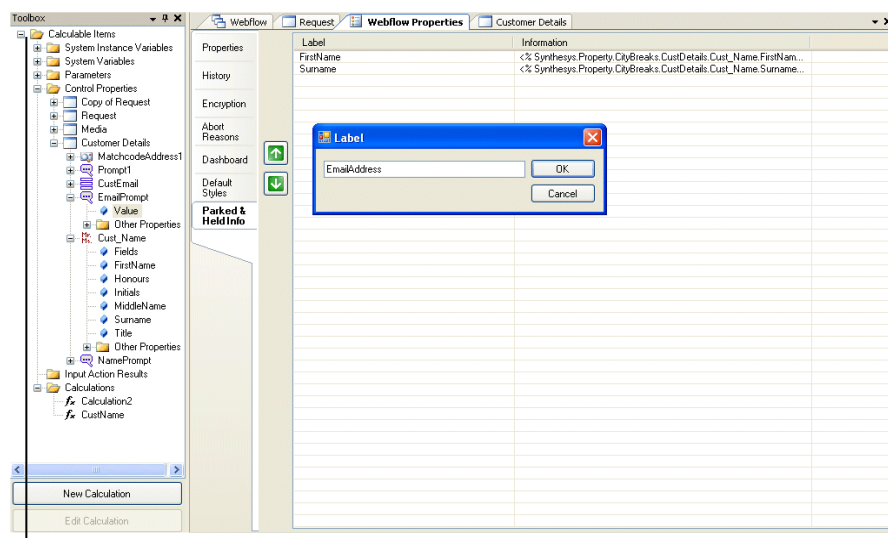 Toolbox
Calculable Items
System Instance Variables
System Variables
Parameters
Control Properties
Copy of Request
Request
Media
Customer Details
MatchcodeAddress1
Prompt1
CustEmail
EmailPrompt
Value
Other Properties
Mr. Ms. Cust_Name
Fields
FirstName
Honours
Initials
MiddleName
Surname
Title
Other Properties
NamePrompt
Input Action Results
Calculations
fx Calculation2
fx CustName
New Calculation
Edit Calculation
Webflow Request Webflow Properties Customer Details
Properties
History
Encryption
Abort
Reasons
Dashboard
Default
Styles
Parked &
Held Info
Label Information
FirstName <% Synthesys.Property.CityBreaks.CustDetails.Cust_Name.FirstNam...
Surname <% Synthesys.Property.CityBreaks.CustDetails.Cust_Name.Surname...
Label
EmailAddress OK
Cancel